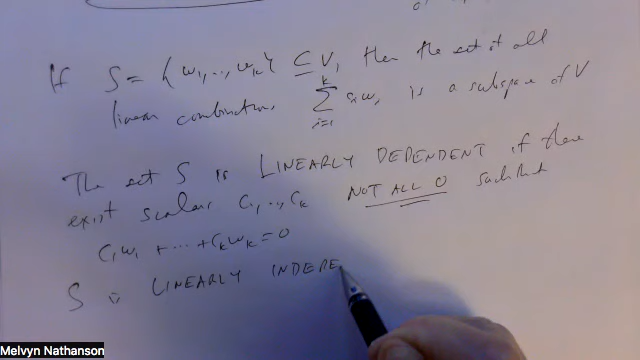 If S = { w1, .., wk } ⊆ V, then the set of all
linear combinations ∑_{i=1}^{k} ciwi is a subspace of V
The set S is LINEARLY DEPENDENT if there
exist scalars c1, .., ck NOT ALL 0 such that
c1w1 + ··· + ckwk = 0
S is LINEARLY INDEPE
Melvyn Nathanson